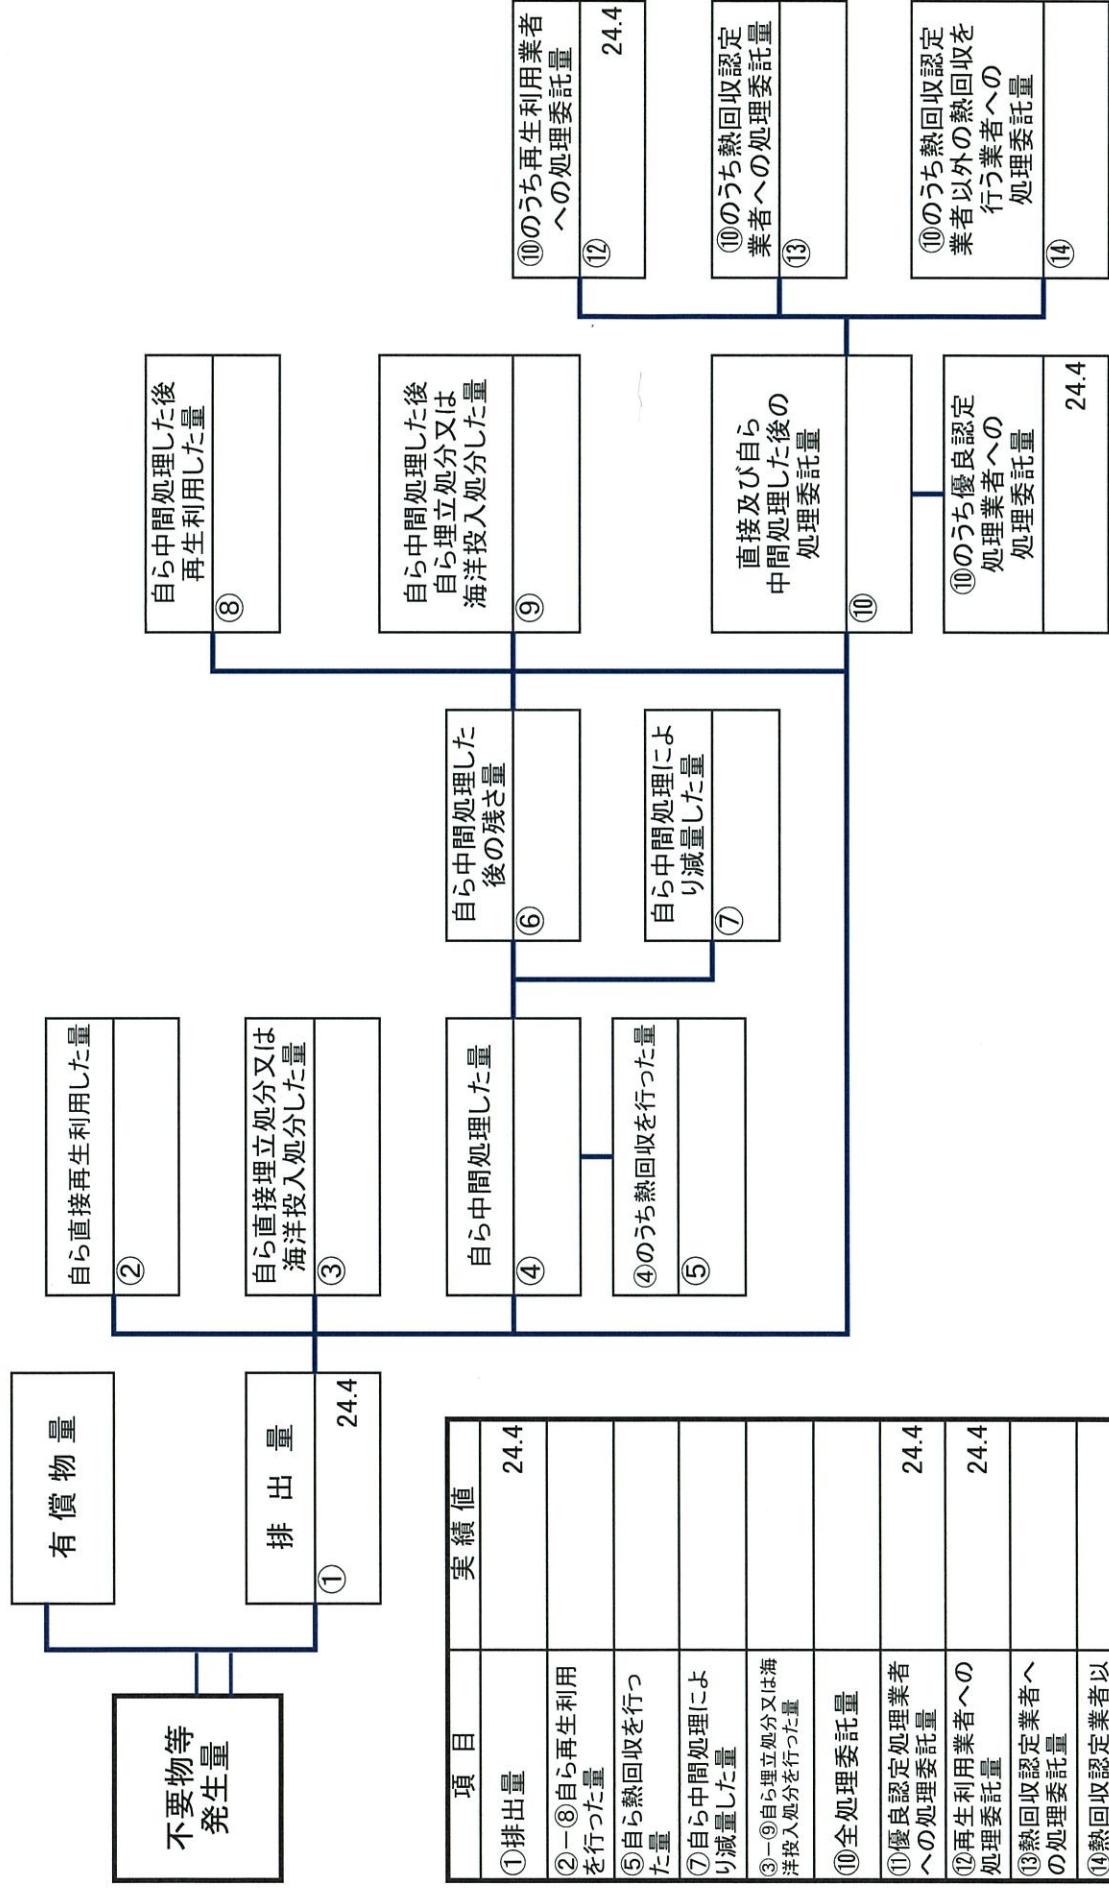 不要物等
発生量
有 償 物 量
排 出 量
① 24.4
自ら直接再生利用した量
②
自ら直接埋立処分又は
海洋投入処分した量
③
自ら中間処理した量
④
④のうち熱回収を行った量
⑤
自ら中間処理した
後の残さ量
⑥
自ら中間処理によ
り減量した量
⑦
自ら中間処理した後
再生利用した量
⑧
自ら中間処理した後
自ら埋立処分又は
海洋投入処分した量
⑨
直接及び自ら
中間処理した後の
処理委託量
⑩
⑩のうち優良認定
処理業者への
処理委託量
24.4
⑩のうち再生利用業者
への処理委託量
⑫ 24.4
⑩のうち熱回収認定
業者への処理委託量
⑬
⑩のうち熱回収認定
業者以外の熱回収を
行う業者への
処理委託量
⑭
項 目 実 績 値
①排出量 24.4
②－⑧自ら再生利用
を行った量
⑤自ら熱回収を行っ
た量
⑦自ら中間処理によ
り減量した量
③－⑨自ら埋立処分又は海
洋投入処分を行った量
⑩全処理委託量
⑪優良認定処理業者
への処理委託量 24.4
⑫再生利用業者への
処理委託量 24.4
⑬熱回収認定業者へ
の処理委託量
⑭熱回収認定業者以